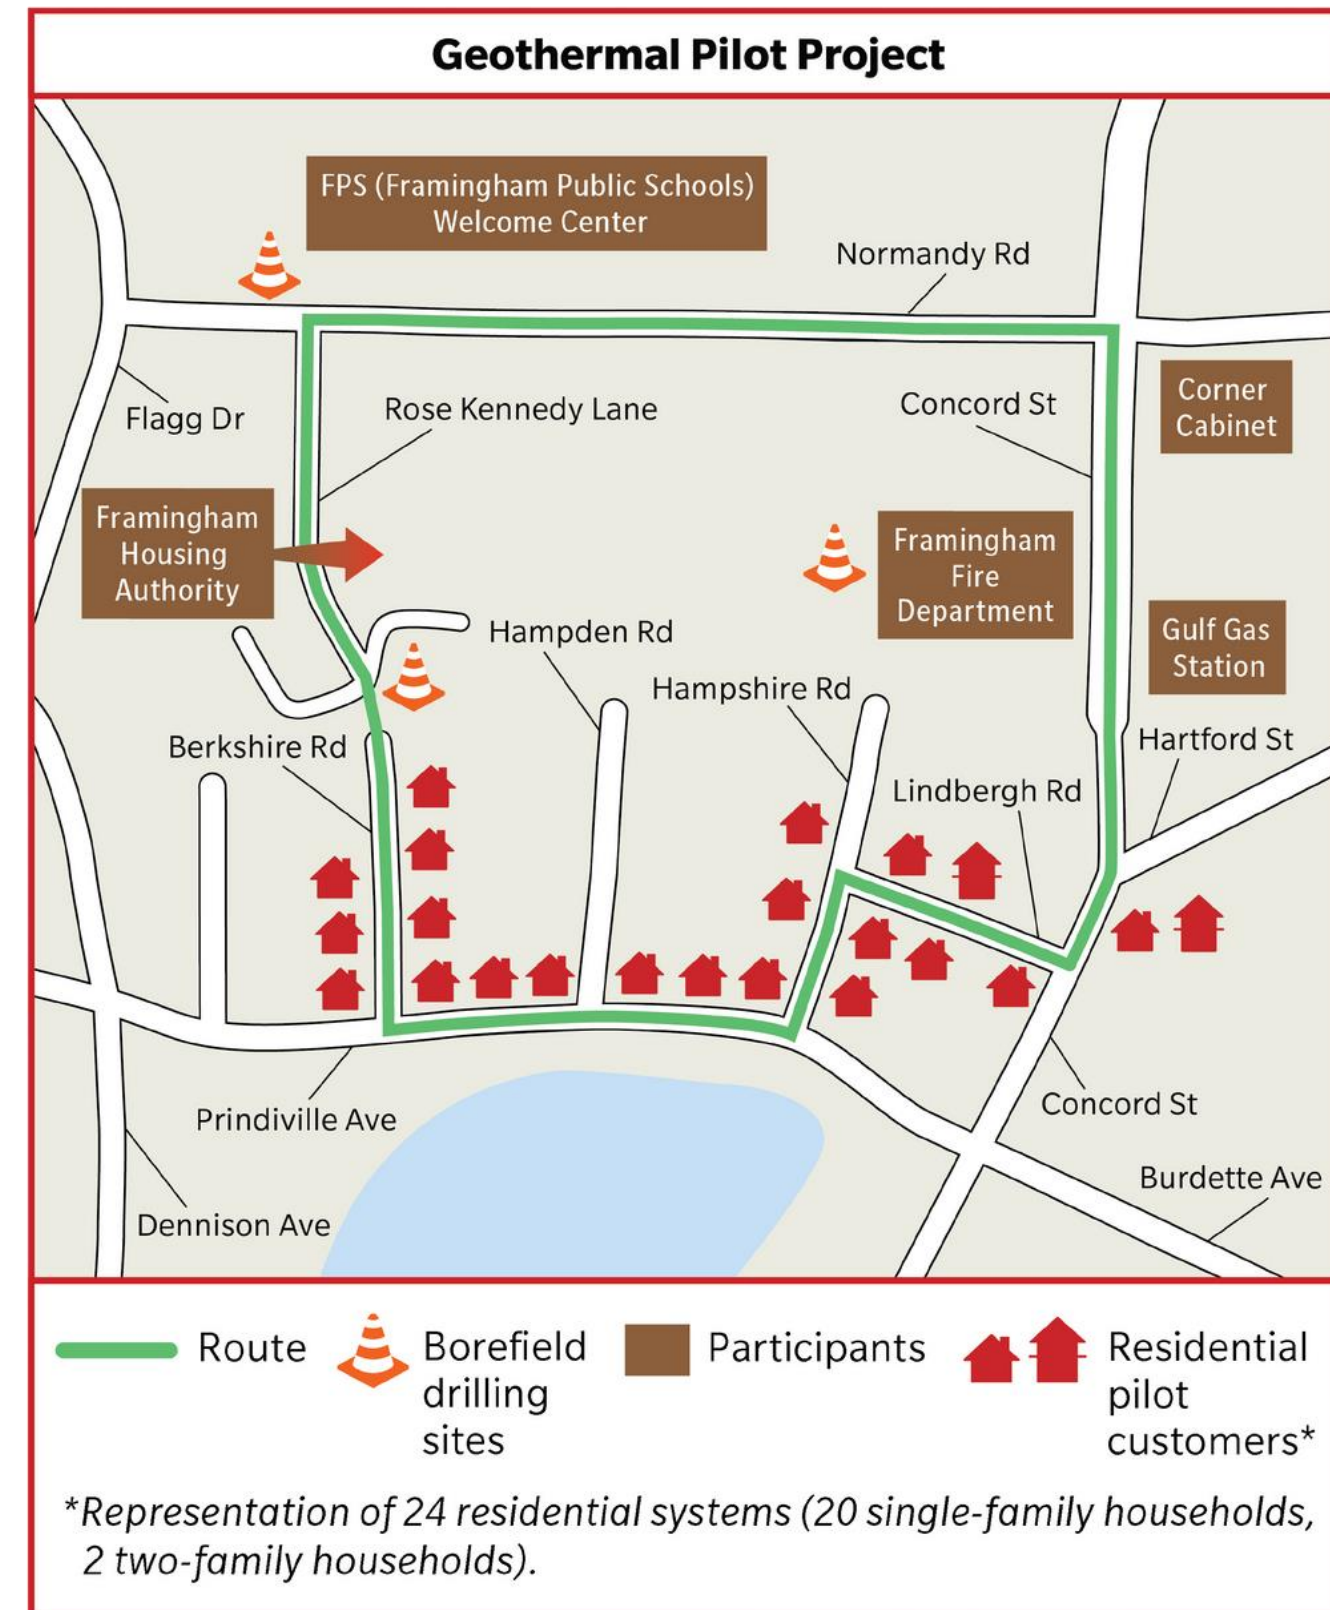 Geothermal Pilot Project
FPS (Framingham Public Schools)
Welcome Center
Normandy Rd
Flagg Dr
Rose Kennedy Lane
Concord St
Corner
Cabinet
Framingham
Housing
Authority
Framingham
Fire
Department
Hampden Rd
Gulf Gas
Station
Hampshire Rd
Berkshire Rd
Hartford St
Lindbergh Rd
Prindiville Ave
Concord St
Burdette Ave
Dennison Ave
Route
Borefield
drilling
sites
Participants
Residential
pilot
customers*
*Representation of 24 residential systems (20 single-family households,
2 two-family households).